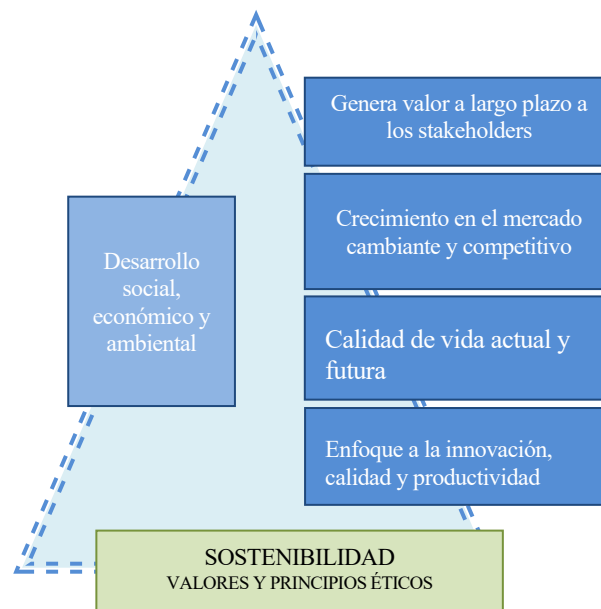 Genera valor a largo plazo a
los stakeholders
Crecimiento en el mercado
cambiante y competitivo
Desarrollo
social,
económico y
ambiental
Calidad de vida actual y
futura
Enfoque a la innovación,
calidad y productividad
SOSTENIBILIDAD
VALORES Y PRINCIPIOS ÉTICOS